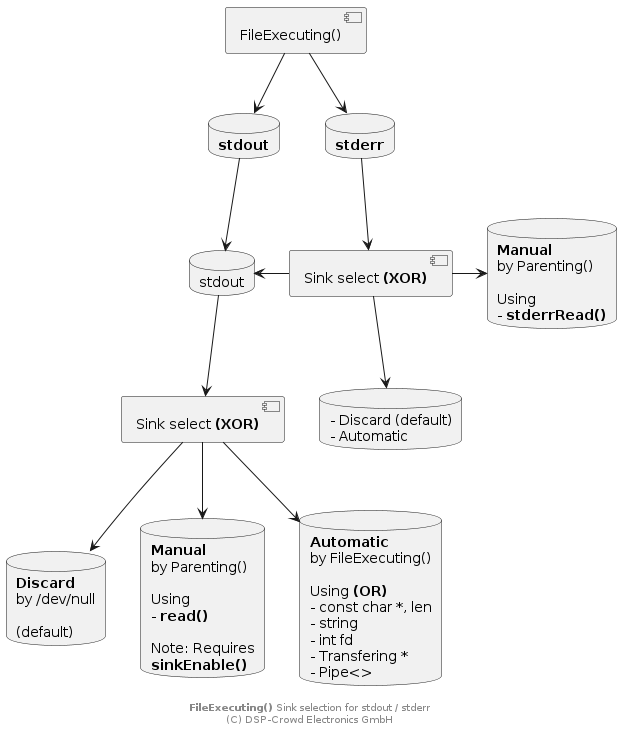 FileExecuting()
stdout
stderr
stdout
Sink select (XOR)
Manual
by Parenting()
Using
- stderrRead()
Sink select (XOR)
- Discard (default)
- Automatic
Discard
by /dev/null
(default)
Manual
by Parenting()
Using
- read()
Note: Requires
sinkEnable()
Automatic
by FileExecuting()
Using (OR)
- const char *, len
- string
- int fd
- Transfering *
- Pipe<>
FileExecuting() Sink selection for stdout / stderr
(C) DSP-Crowd Electronics GmbH